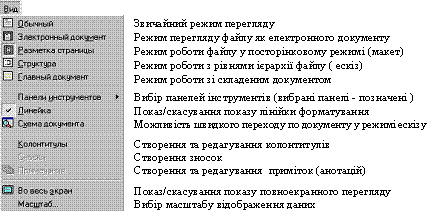 Вид
Обычный Звичайний режим перегляду
Электронный документ Режим перегляду файлу як електронного документу
Разметка страницы Режим роботи файлу у посторінковому режимі (макет)
Структура Режим роботи з рівнями ієрархії файлу ( ескіз)
Главный документ Режим роботи зі складеним документом
Панели инструментов Вибір панелей інструментів (вибрані панелі - позначені )
Линейка Показ/скасування показу лінійки форматування
Схема документа Можливість швидкого переходу по документу у режимі ескізу
Колонтитулы Створення та редагування колонтитулів
Сноски Створення зносок
Примечания Створення та редагування приміток (анотацій)
Во весь экран Показ/скасування показу повноекранного перегляду
Масштаб... Вибір масштабу відображення даних